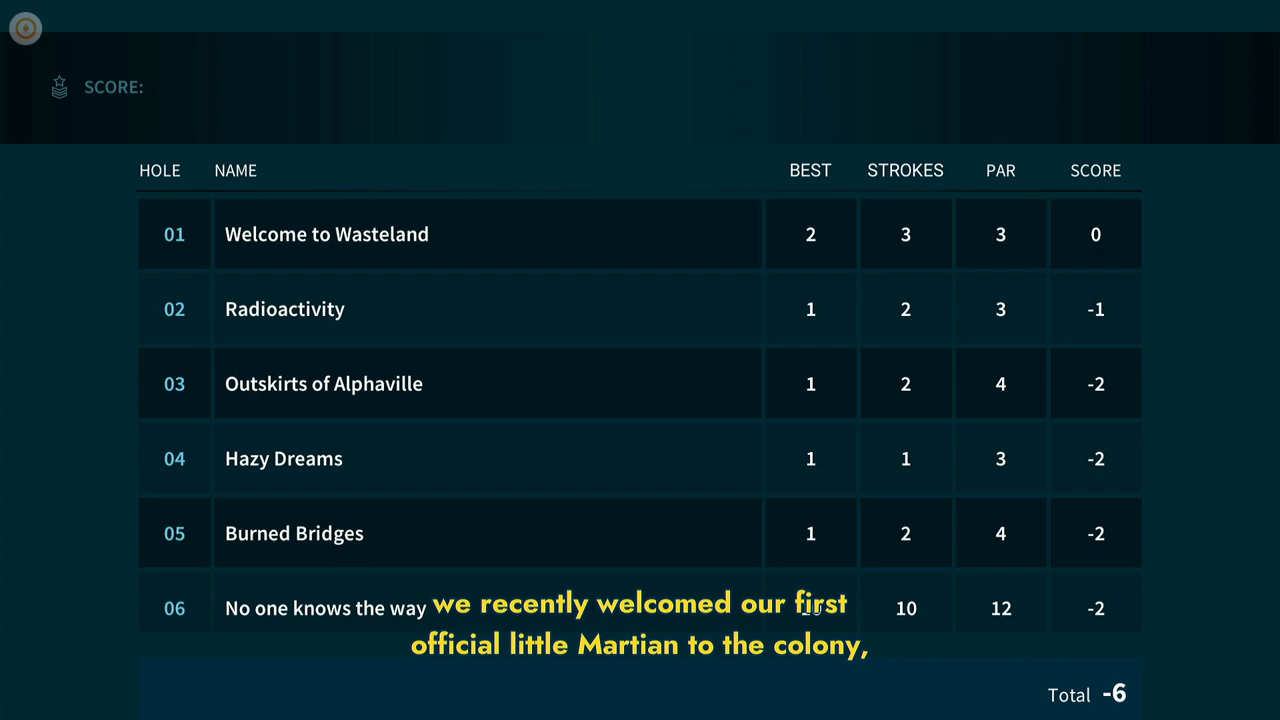 SCORE:
HOLE NAME BEST STROKES PAR SCORE
01 Welcome to Wasteland 2 3 3 0
02 Radioactivity 1 2 3 -1
03 Outskirts of Alphaville 1 2 4 -2
04 Hazy Dreams 1 1 3 -2
05 Burned Bridges 1 2 4 -2
06 No one knows the way 10 12 -2
we recently welcomed our first
official little Martian to the colony,
Total -6